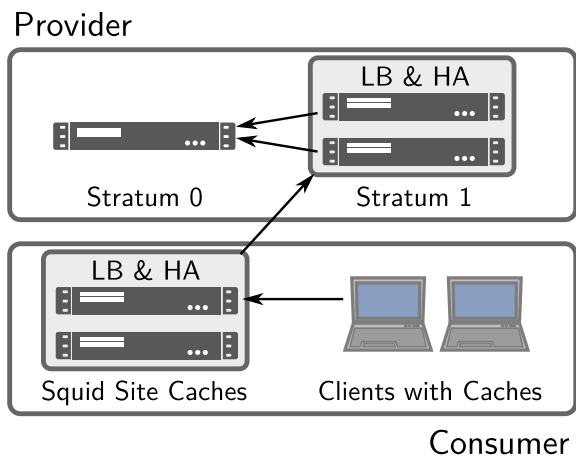 Provider
LB & HA
Stratum 0
Stratum 1
LB & HA
Squid Site Caches
Clients with Caches
Consumer